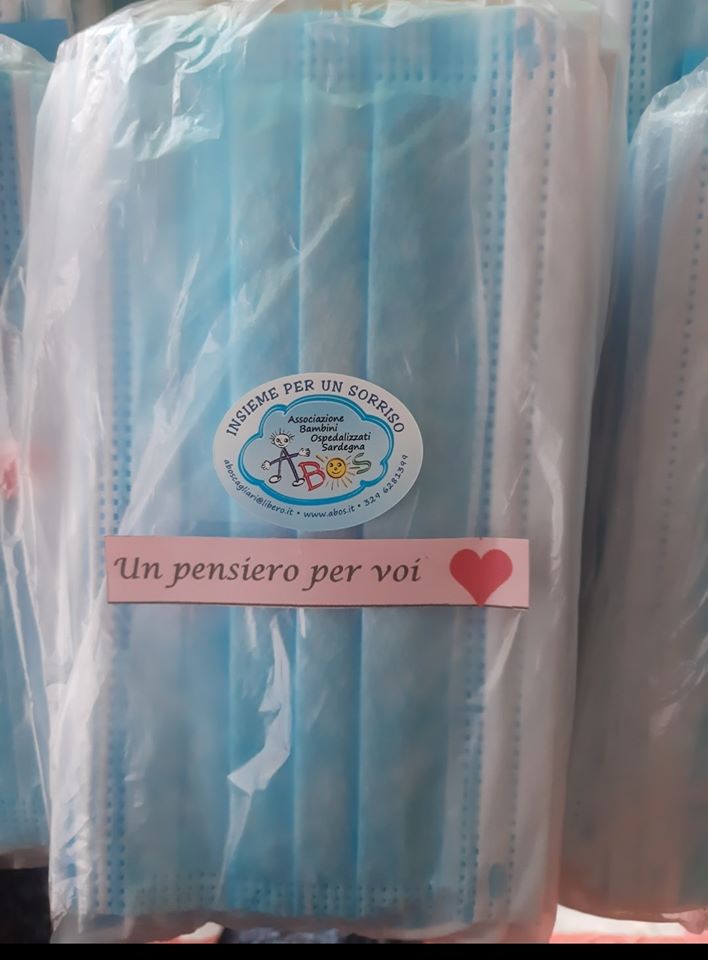 INSIEME PER UN SORRISO
Associazione
Bambini
Ospedalizzati
Sardegna
ABOS
aboscagliari@libero.it • www.abos.it • 329 6281399
Un pensiero per voi